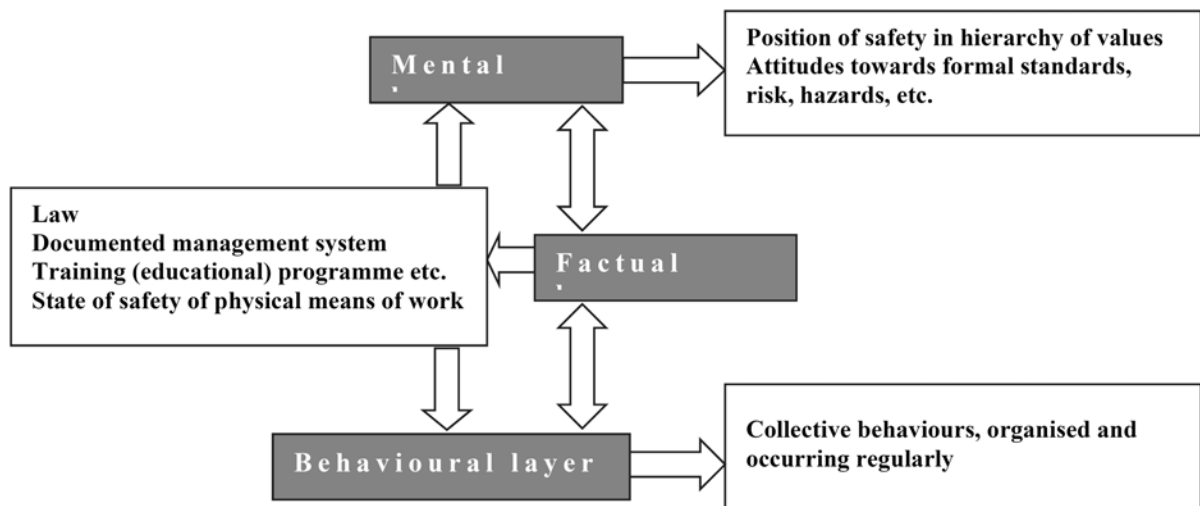 Mental
Position of safety in hierarchy of values
Attitudes towards formal standards,
risk, hazards, etc.
Law
Documented management system
Training (educational) programme etc.
State of safety of physical means of work
Factual
Behavioural layer
Collective behaviours, organised and
occurring regularly